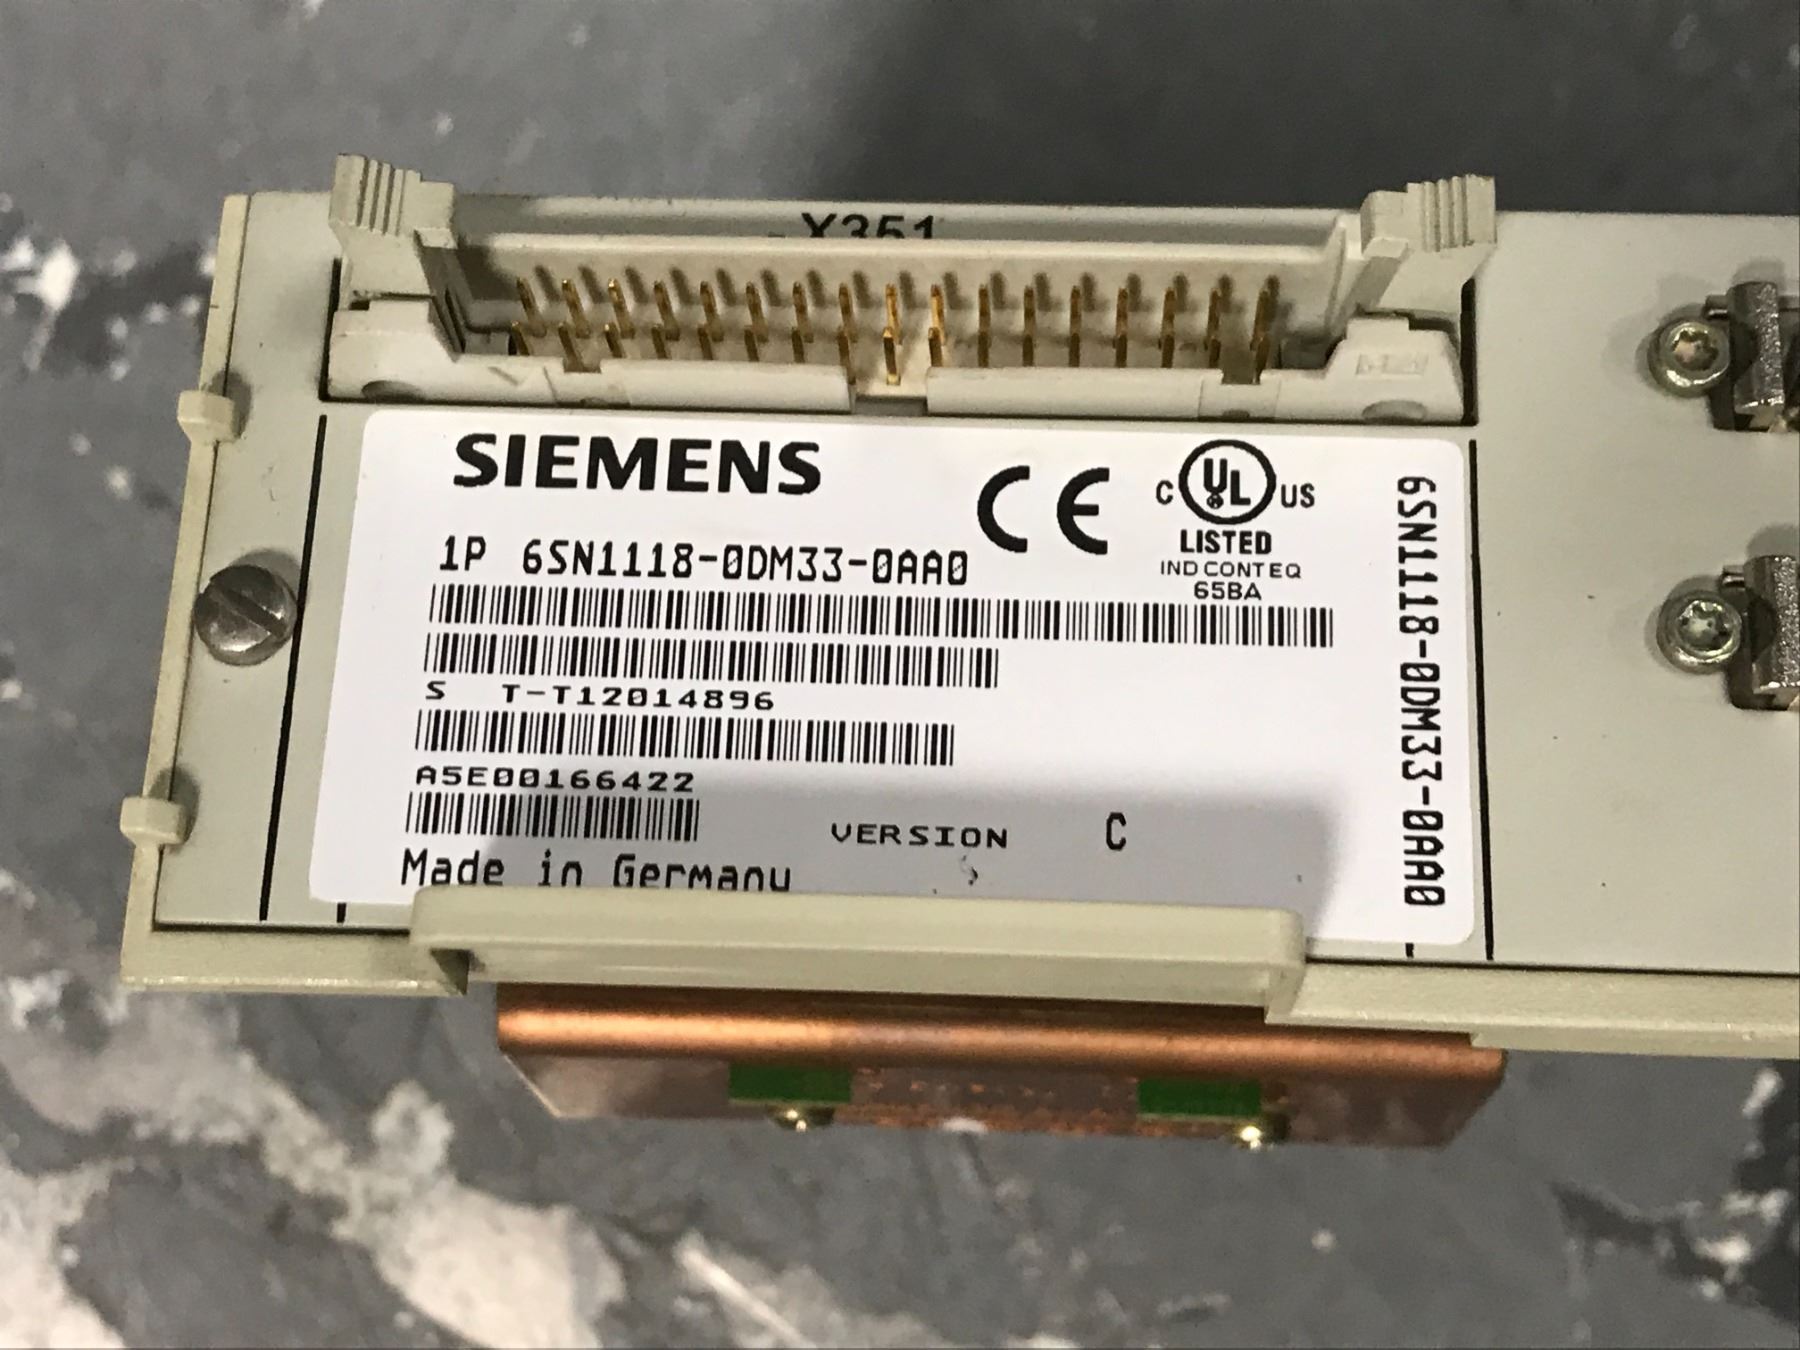 X351
SIEMENS
CE
C UL US
LISTED
IND CONT EQ
65BA
1P 6SN1118-0DM33-0AA0
S T-T12014896
A5E00166422
VERSION C
Made in Germany
6SN1118-0DM33-0AA0